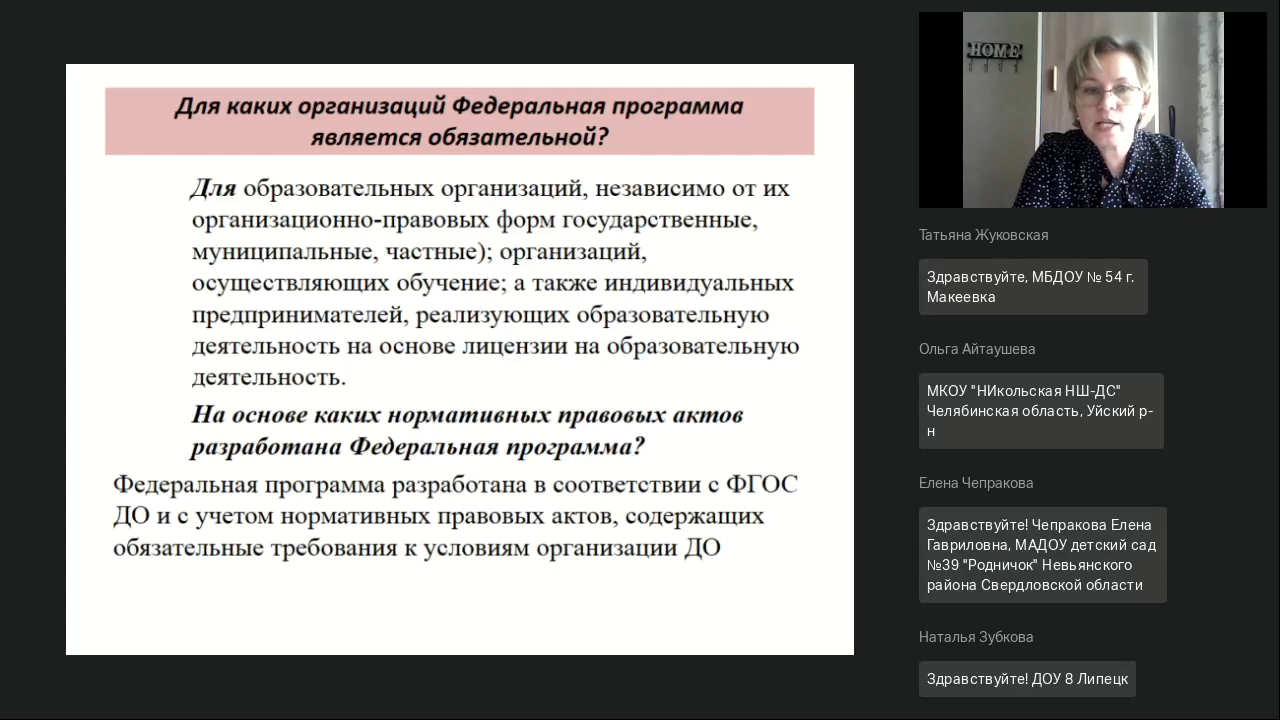 Для каких организаций Федеральная программа
является обязательной?
Для образовательных организаций, независимо от их
организационно-правовых форм государственные,
муниципальные, частные); организаций,
осуществляющих обучение; а также индивидуальных
предпринимателей, реализующих образовательную
деятельность на основе лицензии на образовательную
деятельность.
На основе каких нормативных правовых актов
разработана Федеральная программа?
Федеральная программа разработана в соответствии с ФГОС
ДО и с учетом нормативных правовых актов, содержащих
обязательные требования к условиям организации ДО
HOME
Татьяна Жуковская
Здравствуйте, МБДОУ № 54 г.
Макеевка
Ольга Айтаушева
МКОУ "НИкольская НШ-ДС"
Челябинская область, Уйский р-
н
Елена Чепракова
Здравствуйте! Чепракова Елена
Гавриловна, МАДОУ детский сад
№39 "Родничок" Невьянского
района Свердловской области
Наталья Зубкова
Здравствуйте! ДОУ 8 Липецк